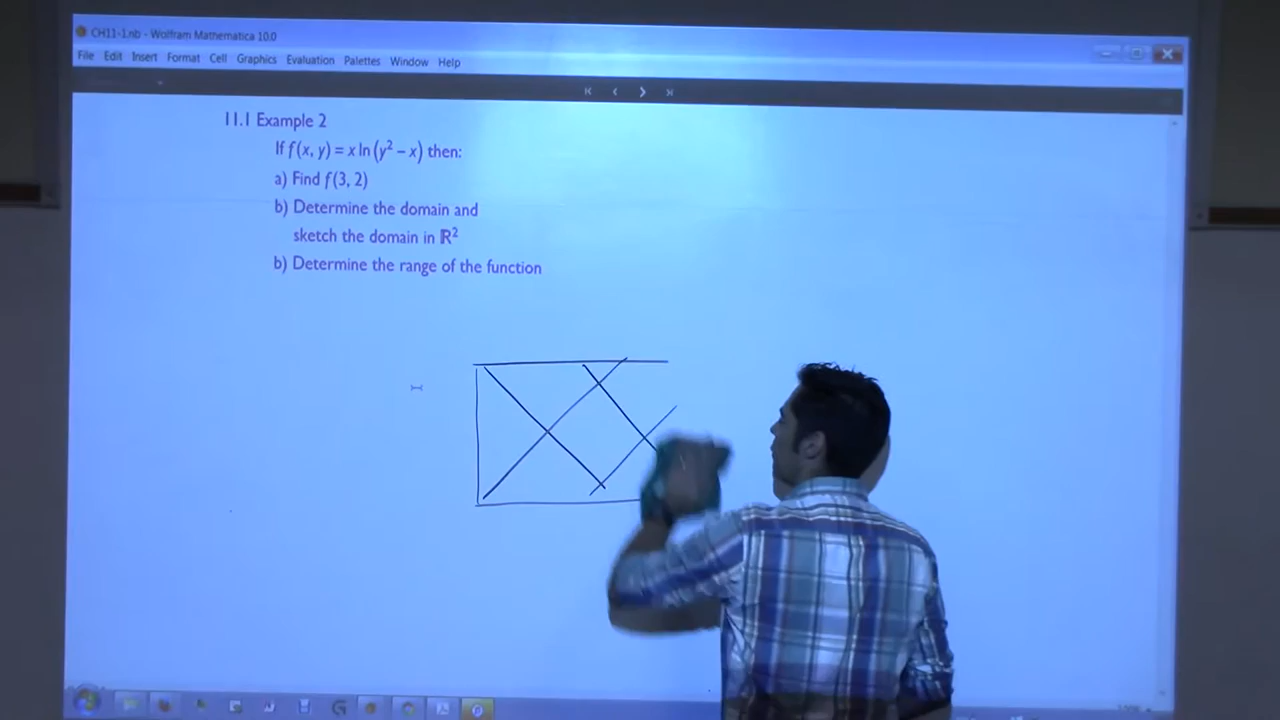 CH11-1.nb - Wolfram Mathematica 10.0
File Edit Insert Format Cell Graphics Evaluation Palettes Window Help
11.1 Example 2
If f(x, y) = x ln(y² − x) then:
a) Find f(3, 2)
b) Determine the domain and
sketch the domain in ℝ²
b) Determine the range of the function